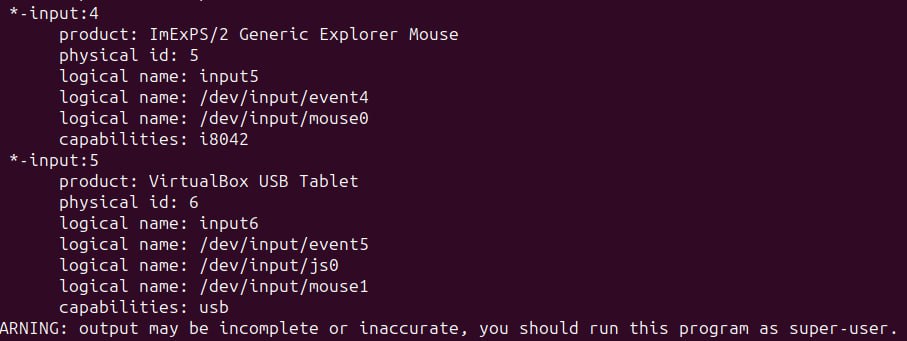 *-input:4
product: ImExPS/2 Generic Explorer Mouse
physical id: 5
logical name: input5
logical name: /dev/input/event4
logical name: /dev/input/mouse0
capabilities: i8042
*-input:5
product: VirtualBox USB Tablet
physical id: 6
logical name: input6
logical name: /dev/input/event5
logical name: /dev/input/js0
logical name: /dev/input/mouse1
capabilities: usb
ARNING: output may be incomplete or inaccurate, you should run this program as super-user.